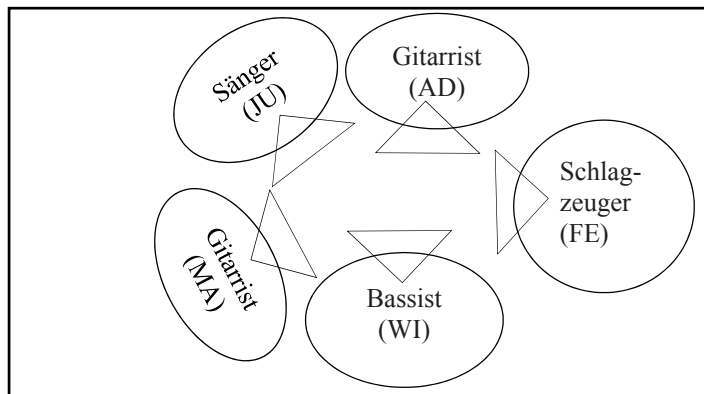 Sänger
(JU)
Gitarrist
(AD)
Schlag-
zeuger
(FE)
Gitarrist
(MA)
Bassist
(WI)